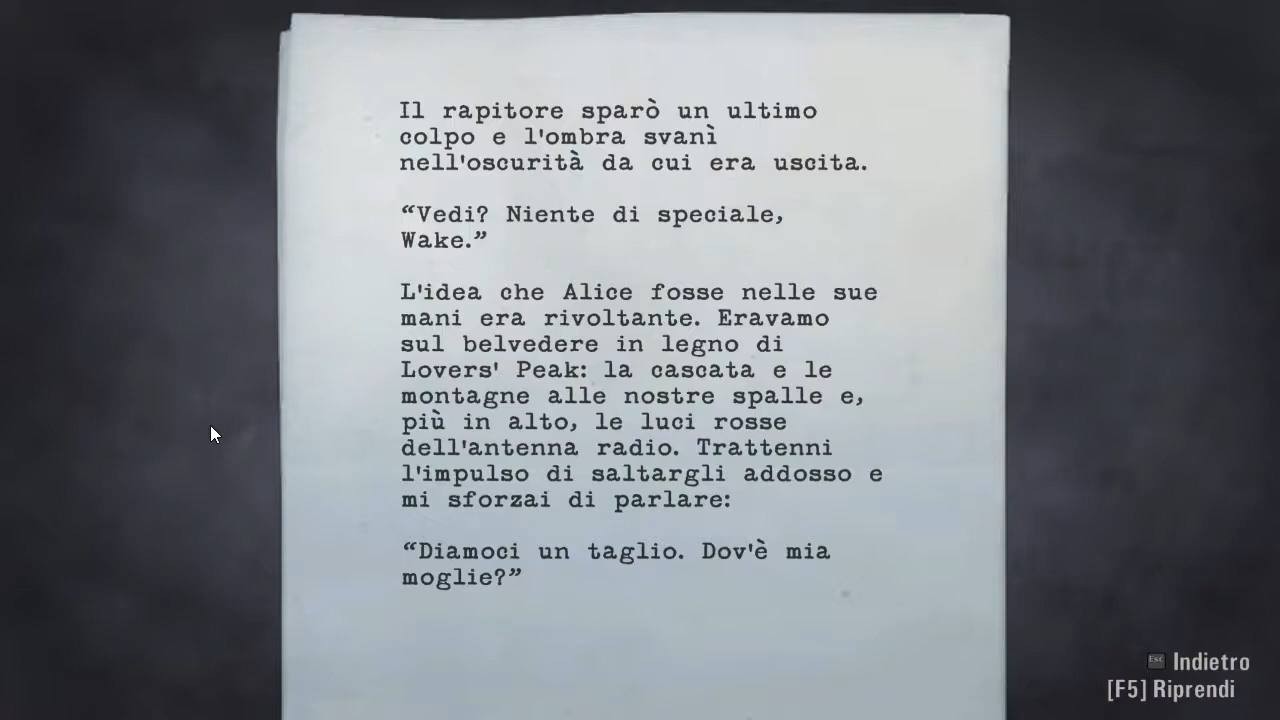 Il rapitore sparò un ultimo
colpo e l'ombra svanì
nell'oscurità da cui era uscita.
“Vedi? Niente di speciale,
Wake.”
L'idea che Alice fosse nelle sue
mani era rivoltante. Eravamo
sul belvedere in legno di
Lovers' Peak: la cascata e le
montagne alle nostre spalle e,
più in alto, le luci rosse
dell'antenna radio. Trattenni
l'impulso di saltargli addosso e
mi sforzai di parlare:
“Diamoci un taglio. Dov'è mia
moglie?”
Esc Indietro
[F5] Riprendi